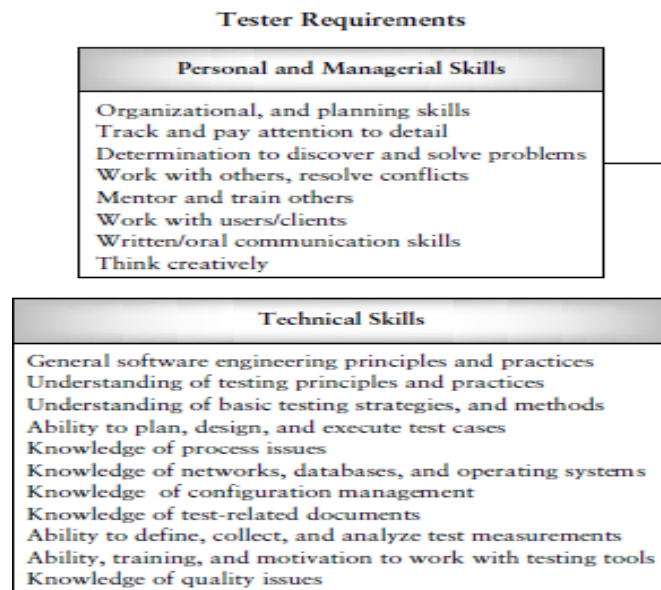 Tester Requirements
Personal and Managerial Skills
Organizational, and planning skills
Track and pay attention to detail
Determination to discover and solve problems
Work with others, resolve conflicts
Mentor and train others
Work with users/clients
Written/oral communication skills
Think creatively
Technical Skills
General software engineering principles and practices
Understanding of testing principles and practices
Understanding of basic testing strategies, and methods
Ability to plan, design, and execute test cases
Knowledge of process issues
Knowledge of networks, databases, and operating systems
Knowledge of configuration management
Knowledge of test-related documents
Ability to define, collect, and analyze test measurements
Ability, training, and motivation to work with testing tools
Knowledge of quality issues